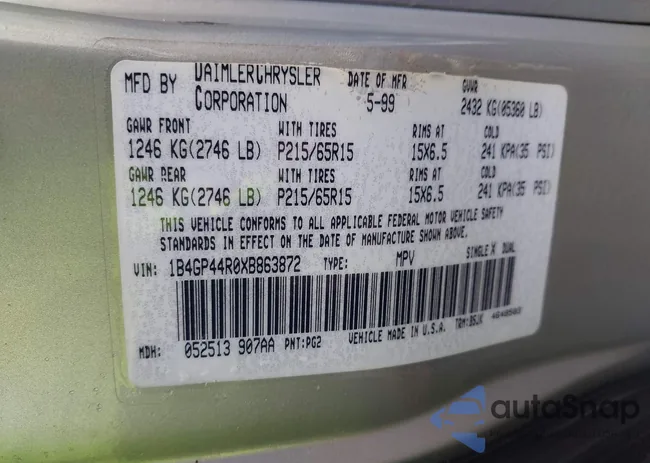 MFD BY DAIMLERCHRYSLER CORPORATION DATE OF MFR 5-99 GVWR 2432 KG(05360 LB)
GAWR FRONT WITH TIRES RIMS AT COLD
1246 KG(2746 LB) P215/65R15 15X6.5 241 KPA(35 PSI)
GAWR REAR WITH TIRES RIMS AT COLD
1246 KG(2746 LB) P215/65R15 15X6.5 241 KPA(35 PSI)
THIS VEHICLE CONFORMS TO ALL APPLICABLE FEDERAL MOTOR VEHICLE SAFETY
STANDARDS IN EFFECT ON THE DATE OF MANUFACTURE SHOWN ABOVE.
VIN: 1B4GP44R0XB863872 TYPE: MPV SINGLE X DUAL
MDH: 052513 907AA PNT:PG2 VEHICLE MADE IN U.S.A. TRM:B5JK
autoSnap